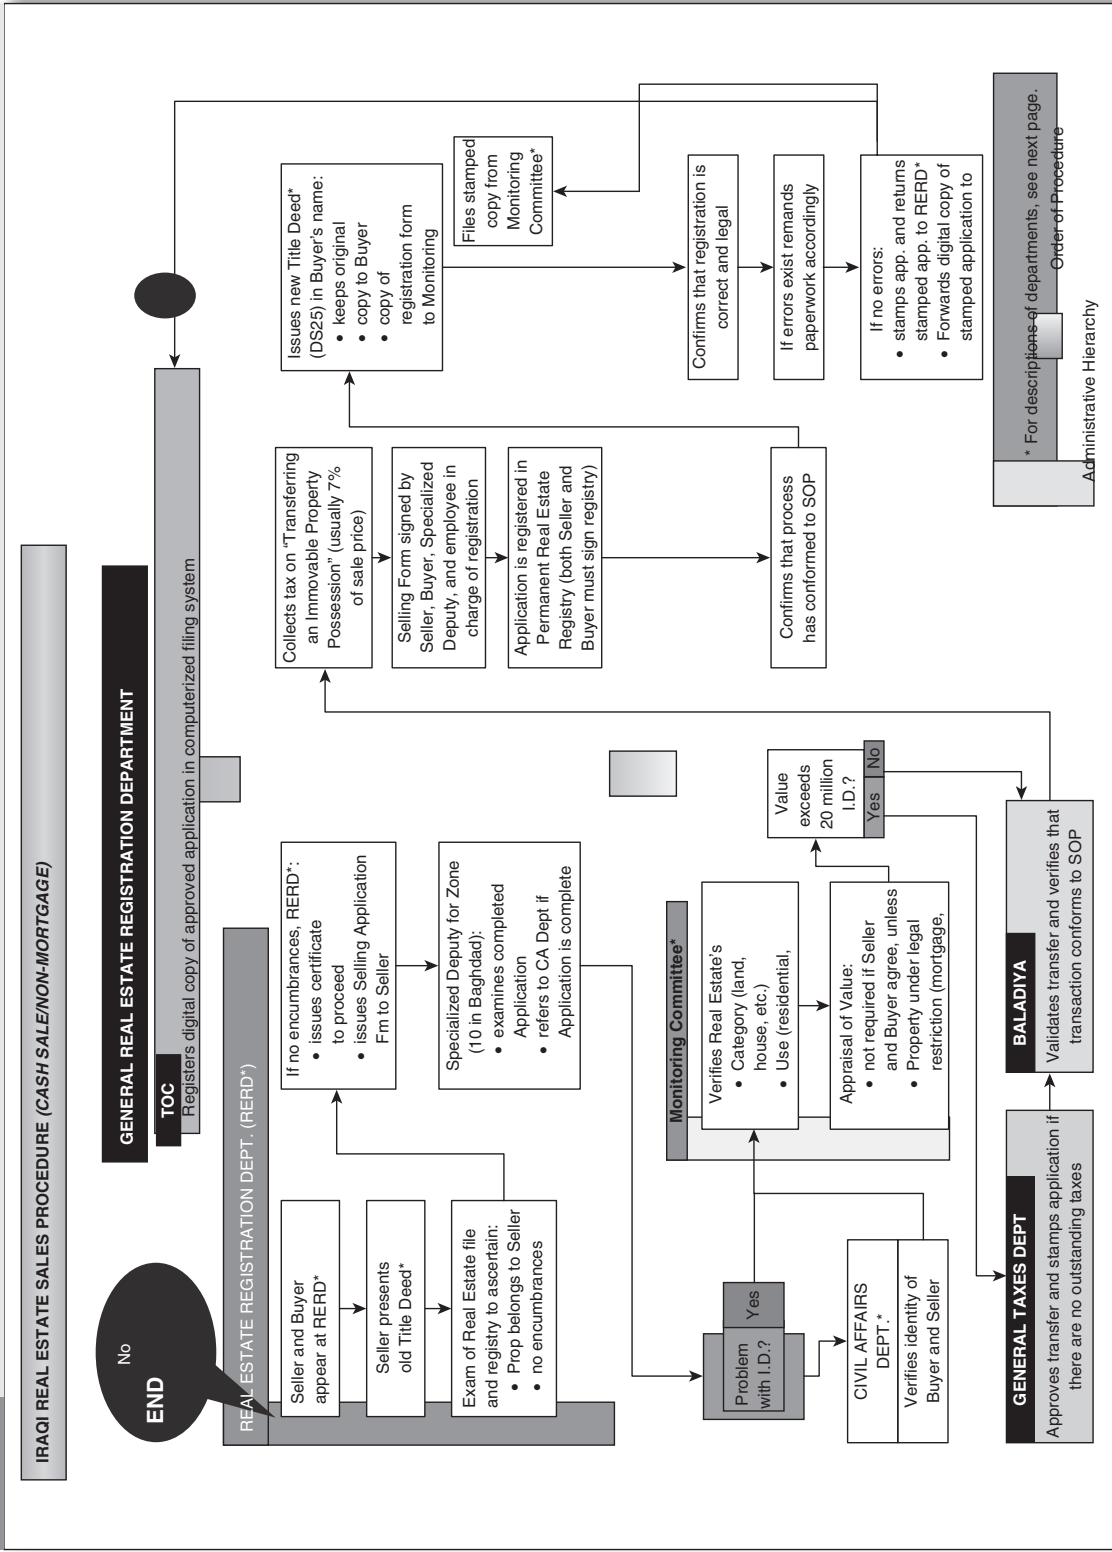 IRAQI REAL ESTATE SALES PROCEDURE (CASH SALE/NON-MORTGAGE)
No
END
GENERAL REAL ESTATE REGISTRATION DEPARTMENT
TOC
Registers digital copy of approved application in computerized filing system
REAL ESTATE REGISTRATION DEPT. (RERD*)
Seller and Buyer
appear at RERD*
Seller presents
old Title Deed*
Exam of Real Estate file
and registry to ascertain:
• Prop belongs to Seller
• no encumbrances
If no encumbrances, RERD*:
• issues certificate
to proceed
• issues Selling Application
Fm to Seller
Specialized Deputy for Zone
(10 in Baghdad):
• examines completed
Application
• refers to CA Dept if
Application is complete
Problem
with I.D.?
Yes
CIVIL AFFAIRS
DEPT.*
Verifies identity of
Buyer and Seller
Monitoring Committee*
Verifies Real Estate's
• Category (land,
house, etc.)
• Use (residential,
Appraisal of Value:
• not required if Seller
and Buyer agree, unless
• Property under legal
restriction (mortgage,
Value
exceeds
20 million
I.D.?
Yes
No
GENERAL TAXES DEPT
Approves transfer and stamps application if
there are no outstanding taxes
BALADIYA
Validates transfer and verifies that
transaction conforms to SOP
Collects tax on "Transferring
an Immovable Property
Possession" (usually 7%
of sale price)
Selling Form signed by
Seller, Buyer, Specialized
Deputy, and employee in
charge of registration
Application is registered in
Permanent Real Estate
Registry (both Seller and
Buyer must sign registry)
Confirms that process
has conformed to SOP
Issues new Title Deed*
(DS25) in Buyer's name:
• keeps original
• copy to Buyer
• copy of
registration form
to Monitoring
Files stamped
copy from
Monitoring
Committee*
Confirms that registration is
correct and legal
If errors exist remands
paperwork accordingly
If no errors:
• stamps app. and returns
stamped app. to RERD*
• Forwards digital copy of
stamped application to
* For descriptions of departments, see next page.
Order of Procedure
Administrative Hierarchy